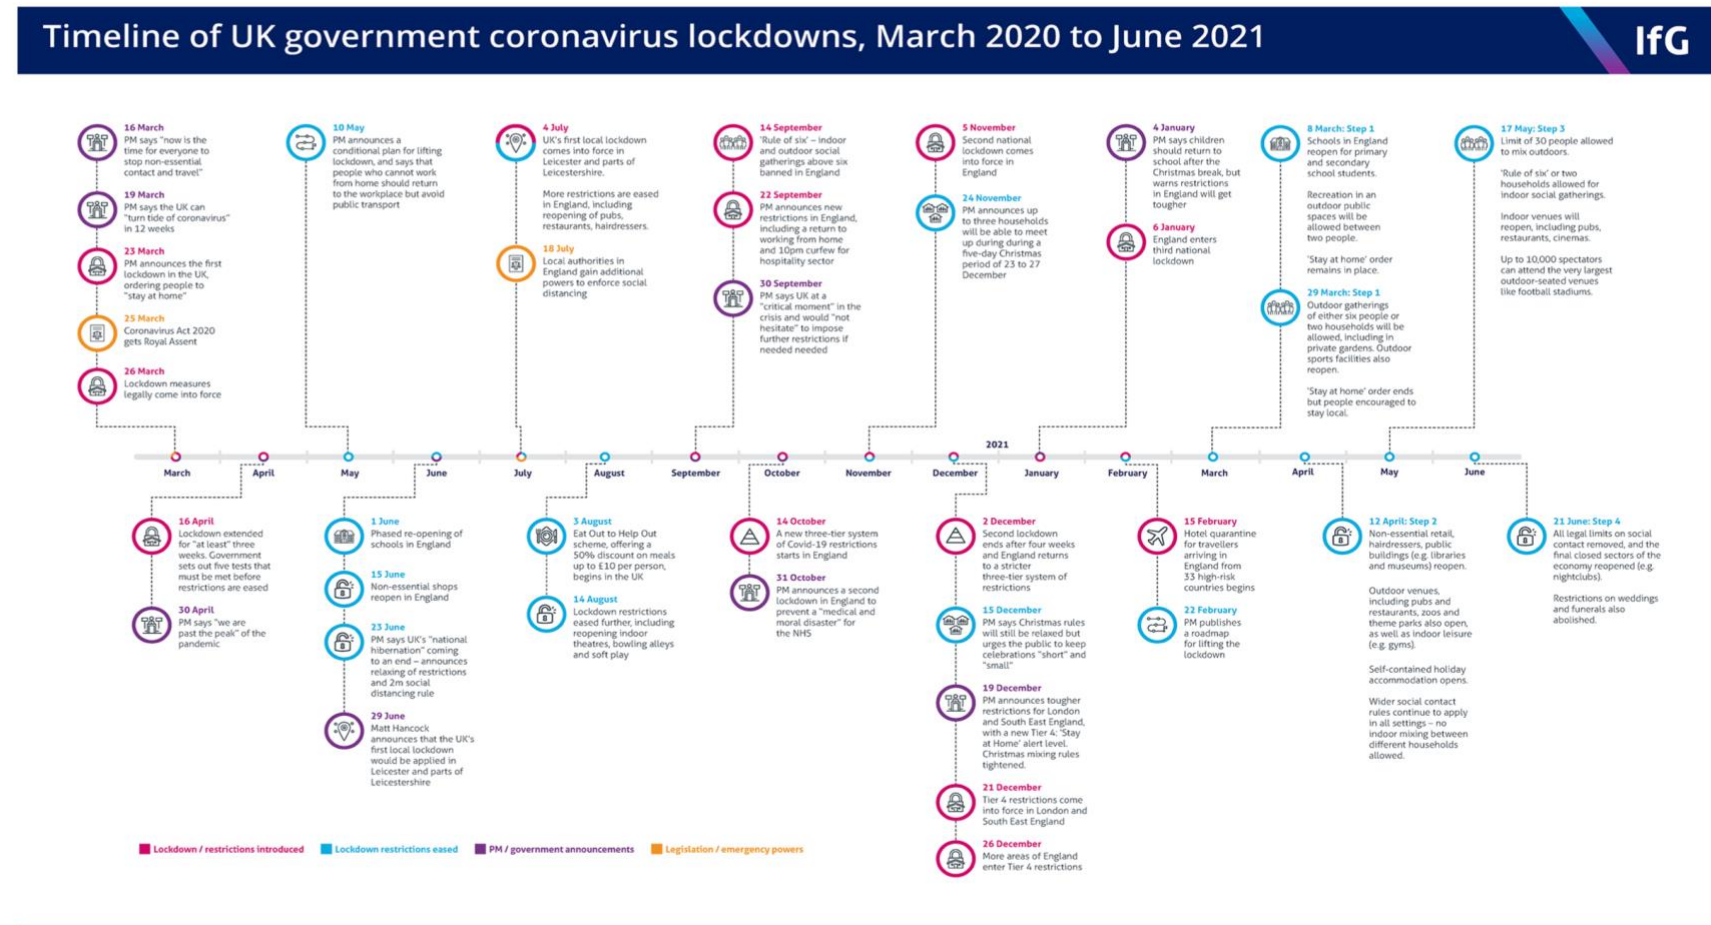 Timeline of UK government coronavirus lockdowns, March 2020 to June 2021
IfG
16 March
PM says "now is the
time for everyone to
stop non-essential
contact and travel"
19 March
PM says the UK can
"turn tide of coronavirus"
in 12 weeks
23 March
PM announces the first
lockdown in the UK,
ordering people to
"stay at home"
25 March
Coronavirus Act 2020
gets Royal Assent
26 March
Lockdown measures
legally come into force
10 May
PM announces a
conditional plan for lifting
lockdown, and says that
people who cannot work
from home should return
to the workplace but avoid
public transport
4 July
UK's first local lockdown
comes into force in
Leicester and parts of
Leicestershire.
More restrictions are eased
in England, including
reopening of pubs,
restaurants, hairdressers.
18 July
Local authorities in
England gain additional
powers to enforce social
distancing
14 September
'Rule of six' – indoor
and outdoor social
gatherings above six
banned in England
22 September
PM announces new
restrictions in England,
including a return to
working from home
and 10pm curfew for
hospitality sector
30 September
PM says UK at a
"critical moment" in the
crisis and would "not
hesitate" to impose
further restrictions if
needed needed
5 November
Second national
lockdown comes
into force in
England
24 November
PM announces up
to three households
will be able to meet
up during during a
five-day Christmas
period of 23 to 27
December
4 January
PM says children
should return to
school after the
Christmas break, but
warns restrictions
in England will get
tougher
6 January
England enters
third national
lockdown
8 March: Step 1
Schools in England
reopen for primary
and secondary
school students.
Recreation in an
outdoor public
spaces will be
allowed between
two people.
'Stay at home' order
remains in place.
29 March: Step 1
Outdoor gatherings
of either six people or
two households will be
allowed, including in
private gardens. Outdoor
sports facilities also
reopen.
'Stay at home' order ends
but people encouraged to
stay local.
17 May: Step 3
Limit of 30 people allowed
to mix outdoors.
'Rule of six' or two
households allowed for
indoor social gatherings.
Indoor venues will
reopen, including pubs,
restaurants, cinemas.
Up to 10,000 spectators
can attend the very largest
outdoor-seated venues
like football stadiums.
2021
March April May June July August September October November December January February March April May June
16 April
Lockdown extended
for "at least" three
weeks. Government
sets out five tests that
must be met before
restrictions are eased
30 April
PM says "we are
past the peak" of the
pandemic
1 June
Phased re-opening of
schools in England
15 June
Non-essential shops
reopen in England
23 June
PM says UK's "national
hibernation" coming
to an end – announces
relaxing of restrictions
and 2m social
distancing rule
29 June
Matt Hancock
announces that the UK's
first local lockdown
would be applied in
Leicester and parts of
Leicestershire
3 August
Eat Out to Help Out
scheme, offering a
50% discount on meals
up to £10 per person,
begins in the UK
14 August
Lockdown restrictions
eased further, including
reopening indoor
theatres, bowling alleys
and soft play
14 October
A new three-tier system
of Covid-19 restrictions
starts in England
31 October
PM announces a second
lockdown in England to
prevent a "medical and
moral disaster" for
the NHS
2 December
Second lockdown
ends after four weeks
and England returns
to a stricter
three-tier system of
restrictions
15 December
PM says Christmas rules
will still be relaxed but
urges the public to keep
celebrations "short" and
"small"
19 December
PM announces tougher
restrictions for London
and South East England,
with a new Tier 4: 'Stay
at Home' alert level.
Christmas mixing rules
tightened.
21 December
Tier 4 restrictions come
into force in London and
South East England
26 December
More areas of England
enter Tier 4 restrictions
15 February
Hotel quarantine
for travellers
arriving in
England from
33 high-risk
countries begins
22 February
PM publishes
a roadmap
for lifting the
lockdown
12 April: Step 2
Non-essential retail,
hairdressers, public
buildings (e.g. libraries
and museums) reopen.
Outdoor venues,
including pubs and
restaurants, zoos and
theme parks also open,
as well as indoor leisure
(e.g. gyms).
Self-contained holiday
accommodation opens.
Wider social contact
rules continue to apply
in all settings – no
indoor mixing between
different households
allowed.
21 June: Step 4
All legal limits on social
contact removed, and the
final closed sectors of the
economy reopened (e.g.
nightclubs).
Restrictions on weddings
and funerals also
abolished.
Lockdown / restrictions introduced
Lockdown restrictions eased
PM / government announcements
Legislation / emergency powers